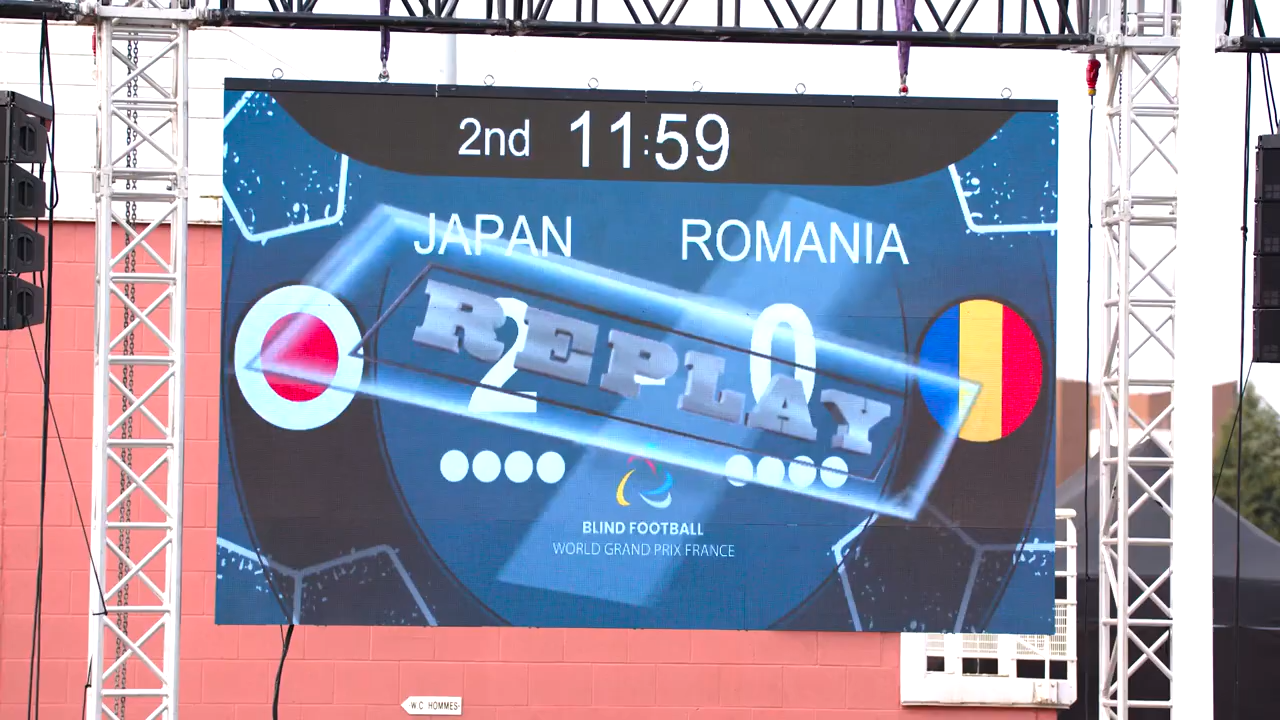 2nd 11:59
JAPAN ROMANIA
2 0
REPLAY
BLIND FOOTBALL
WORLD GRAND PRIX FRANCE
W.C HOMMES